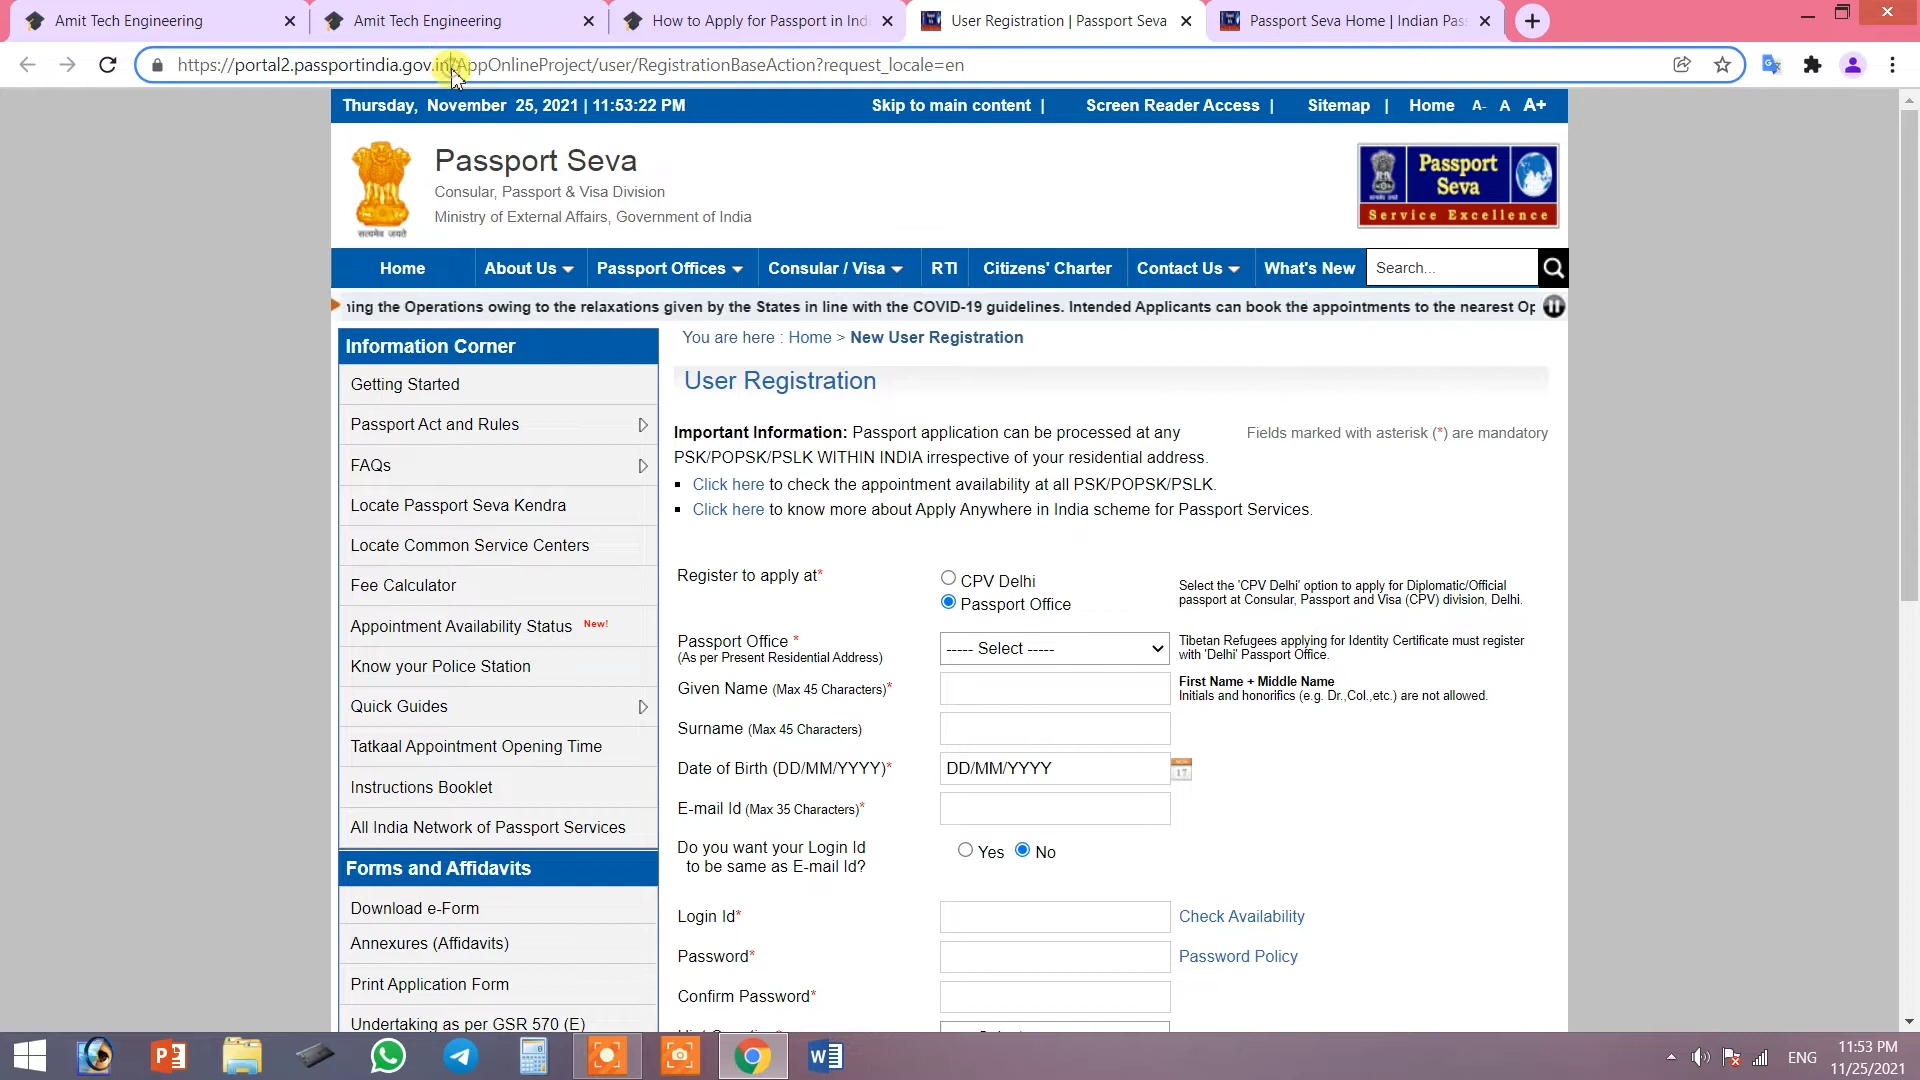 Amit Tech Engineering
Amit Tech Engineering
How to Apply for Passport in Ind
User Registration | Passport Seva
Passport Seva Home | Indian Pas
https://portal2.passportindia.gov.in/AppOnlineProject/user/RegistrationBaseAction?request_locale=en
Thursday, November 25, 2021 | 11:53:22 PM
Skip to main content |
Screen Reader Access |
Sitemap |
Home
A-
A
A+
Passport Seva
Consular, Passport & Visa Division
Ministry of External Affairs, Government of India
सत्यमेव जयते
Passport
Seva
Service Excellence
Home
About Us
Passport Offices
Consular / Visa
RTI
Citizens' Charter
Contact Us
What's New
Search...
ning the Operations owing to the relaxations given by the States in line with the COVID-19 guidelines. Intended Applicants can book the appointments to the nearest Op
Information Corner
Getting Started
Passport Act and Rules
FAQs
Locate Passport Seva Kendra
Locate Common Service Centers
Fee Calculator
Appointment Availability Status New!
Know your Police Station
Quick Guides
Tatkaal Appointment Opening Time
Instructions Booklet
All India Network of Passport Services
Forms and Affidavits
Download e-Form
Annexures (Affidavits)
Print Application Form
Undertaking as per GSR 570 (E)
You are here : Home > New User Registration
User Registration
Important Information: Passport application can be processed at any
PSK/POPSK/PSLK WITHIN INDIA irrespective of your residential address.
Fields marked with asterisk (*) are mandatory
Click here to check the appointment availability at all PSK/POPSK/PSLK.
Click here to know more about Apply Anywhere in India scheme for Passport Services.
Register to apply at*
CPV Delhi
Passport Office
Select the 'CPV Delhi' option to apply for Diplomatic/Official
passport at Consular, Passport and Visa (CPV) division, Delhi.
Passport Office *
(As per Present Residential Address)
----- Select -----
Tibetan Refugees applying for Identity Certificate must register
with 'Delhi' Passport Office.
Given Name (Max 45 Characters)*
First Name + Middle Name
Initials and honorifics (e.g. Dr.,Col.,etc.) are not allowed.
Surname (Max 45 Characters)
Date of Birth (DD/MM/YYYY)*
DD/MM/YYYY
17
E-mail Id (Max 35 Characters)*
Do you want your Login Id
to be same as E-mail Id?
Yes
No
Login Id*
Check Availability
Password*
Password Policy
Confirm Password*
ENG
11:53 PM
11/25/2021